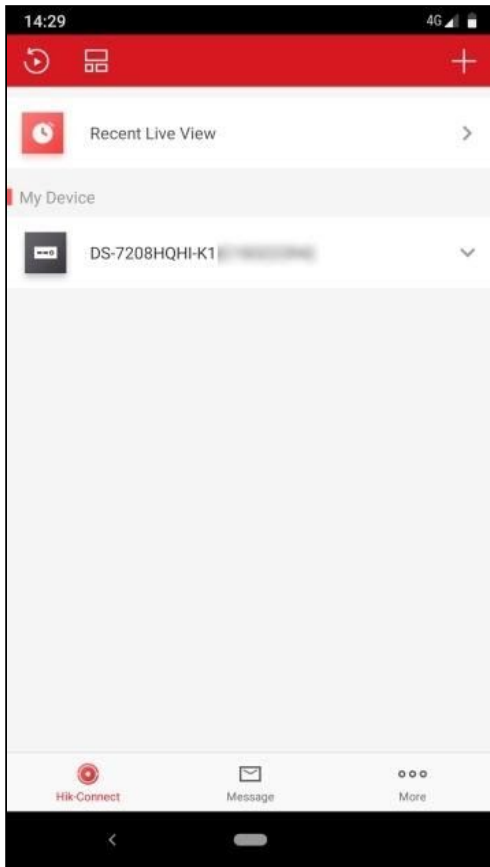 14:29
4G
Recent Live View
My Device
DS-7208HQHI-K1
Hik-Connect
Message
More